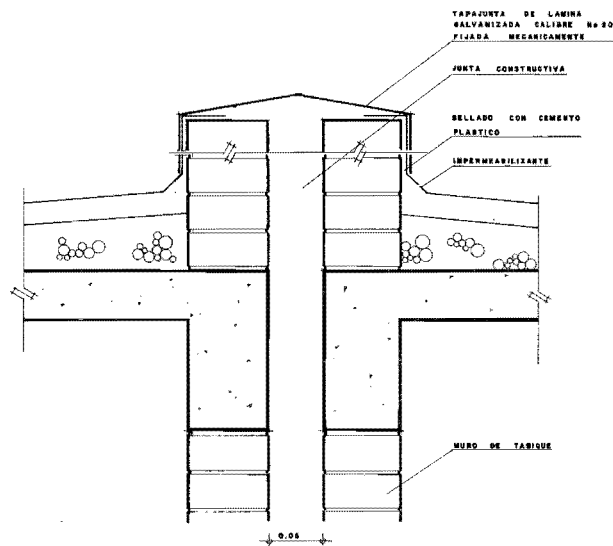 TAPAJUNTA DE LAMINA
GALVANIZADA CALIBRE No 20
FIJADA MECANICAMENTE
JUNTA CONSTRUCTIVA
SELLADO CON CEMENTO
PLASTICO
IMPERMEABILIZANTE
MURO DE TABIQUE
0.05